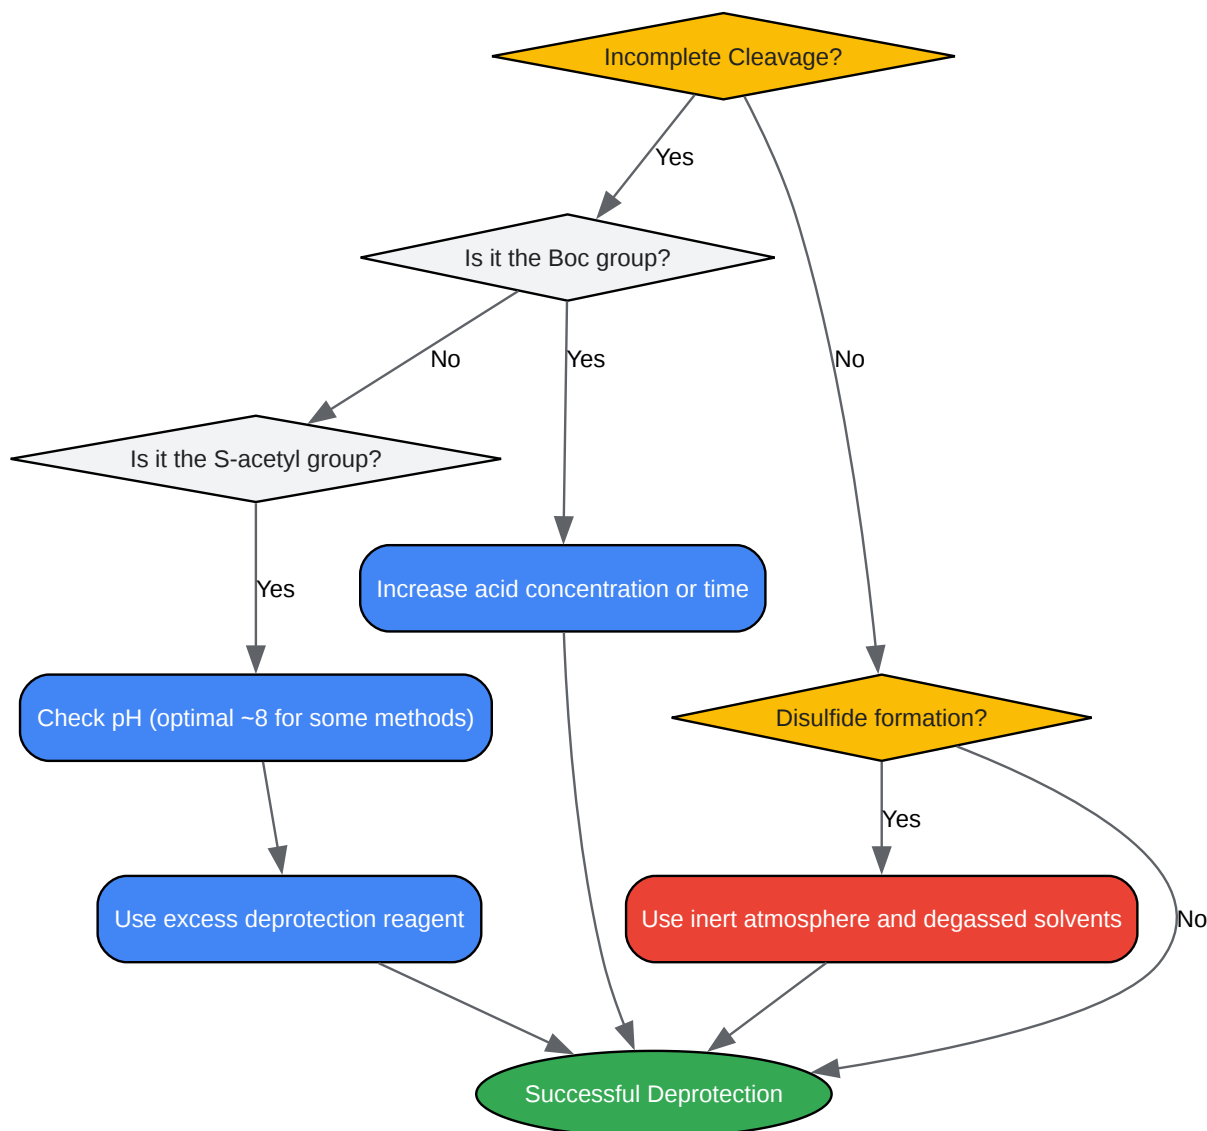 Incomplete Cleavage?
Yes
Is it the Boc group?
No
Yes
No
Is it the S-acetyl group?
Yes
Increase acid concentration or time
Check pH (optimal ~8 for some methods)
Disulfide formation?
Yes
Use excess deprotection reagent
Use inert atmosphere and degassed solvents
No
Successful Deprotection